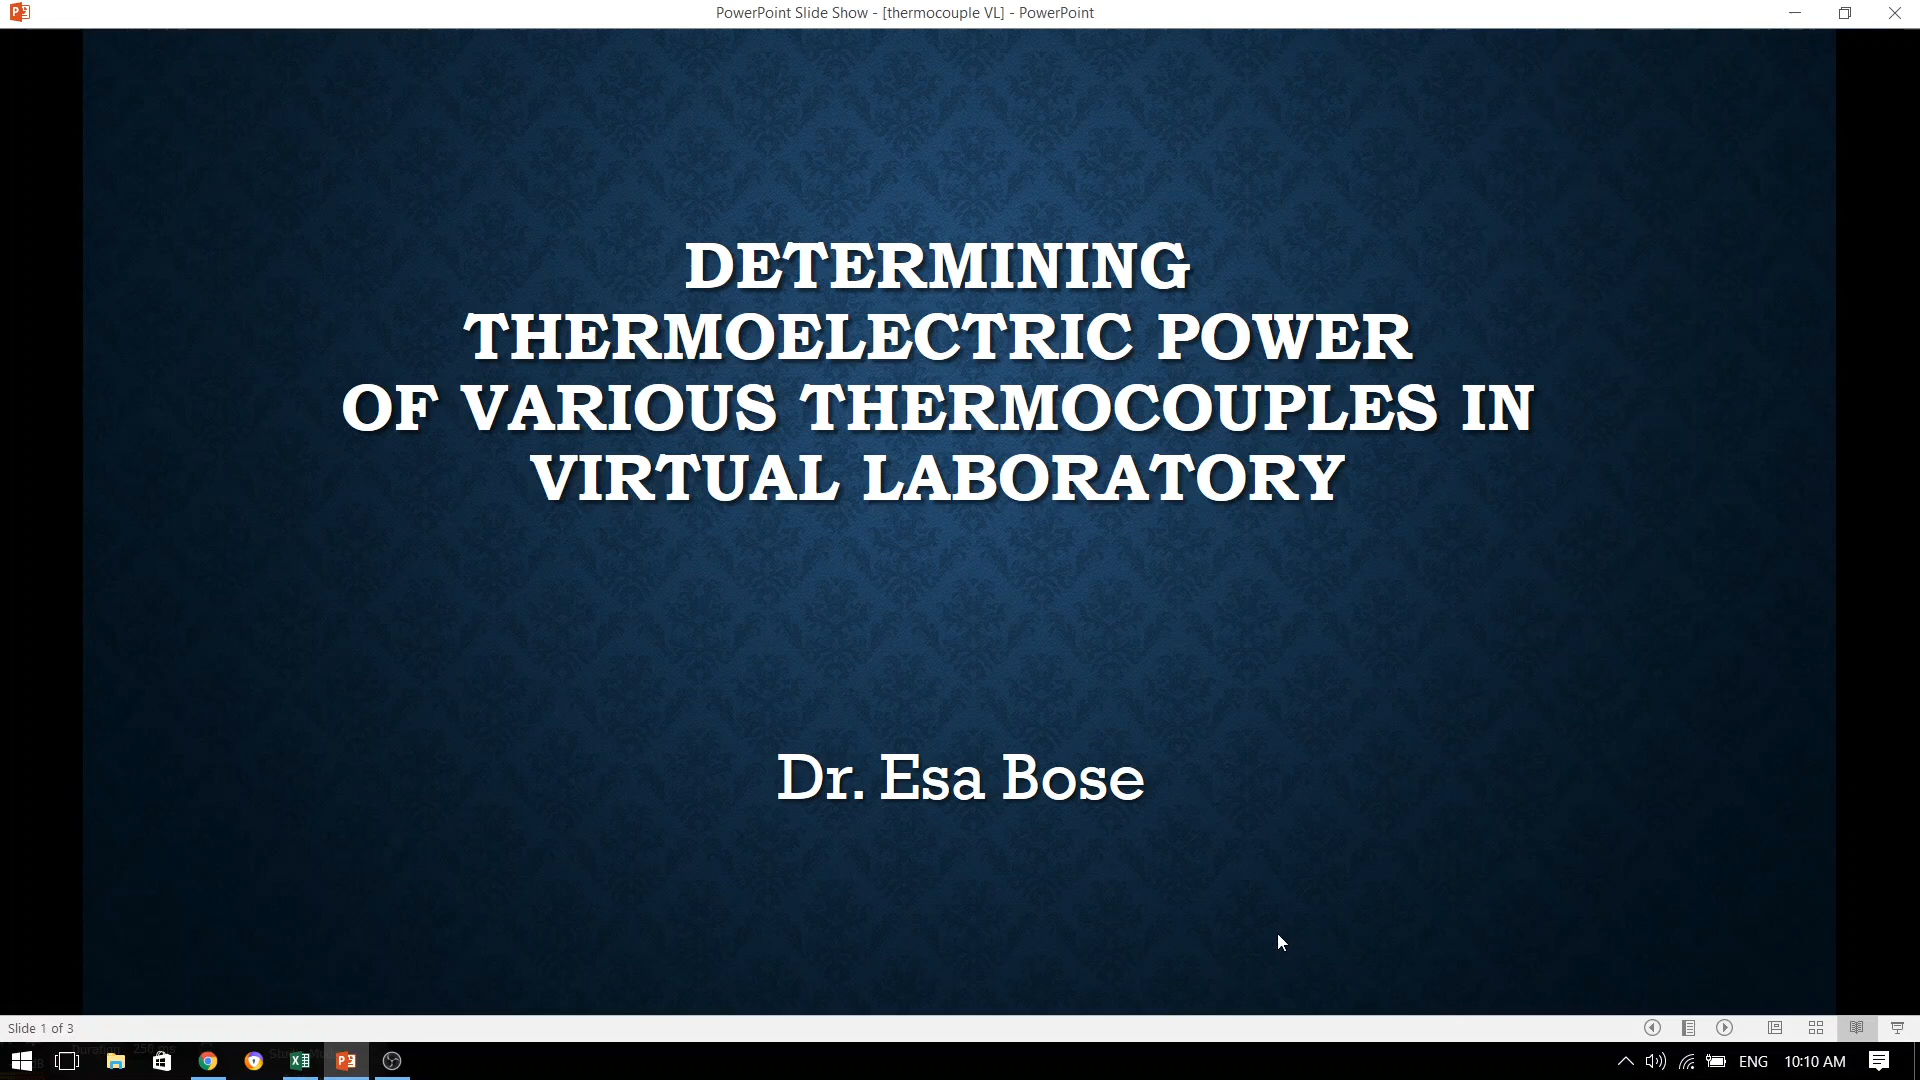 PowerPoint Slide Show - [thermocouple VL] - PowerPoint
DETERMINING
THERMOELECTRIC POWER
OF VARIOUS THERMOCOUPLES IN
VIRTUAL LABORATORY
Dr. Esa Bose
Slide 1 of 3
ENG
10:10 AM